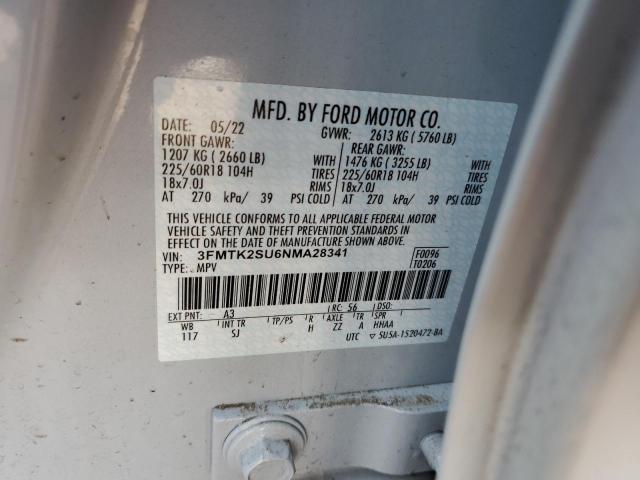 MFD. BY FORD MOTOR CO.
DATE: 05/22 GVWR: 2613 KG ( 5760 LB)
FRONT GAWR: REAR GAWR:
1207 KG ( 2660 LB) WITH 1476 KG ( 3255 LB) WITH
225/60R18 104H TIRES 225/60R18 104H TIRES
18x7.0J RIMS 18x7.0J RIMS
AT 270 kPa/ 39 PSI COLD AT 270 kPa/ 39 PSI COLD
THIS VEHICLE CONFORMS TO ALL APPLICABLE FEDERAL MOTOR
VEHICLE SAFETY AND THEFT PREVENTION STANDARDS IN
EFFECT ON THE DATE OF MANUFACTURE SHOWN ABOVE.
VIN: 3FMTK2SU6NMA28341 F0096
TYPE: MPV T0206
EXT PNT: A3 RC: 56 DSO:
WB INT TR TP/PS R AXLE TR SPR
117 SJ H ZZ A HHAA
UTC ▽ 5U5A-1520472-BA